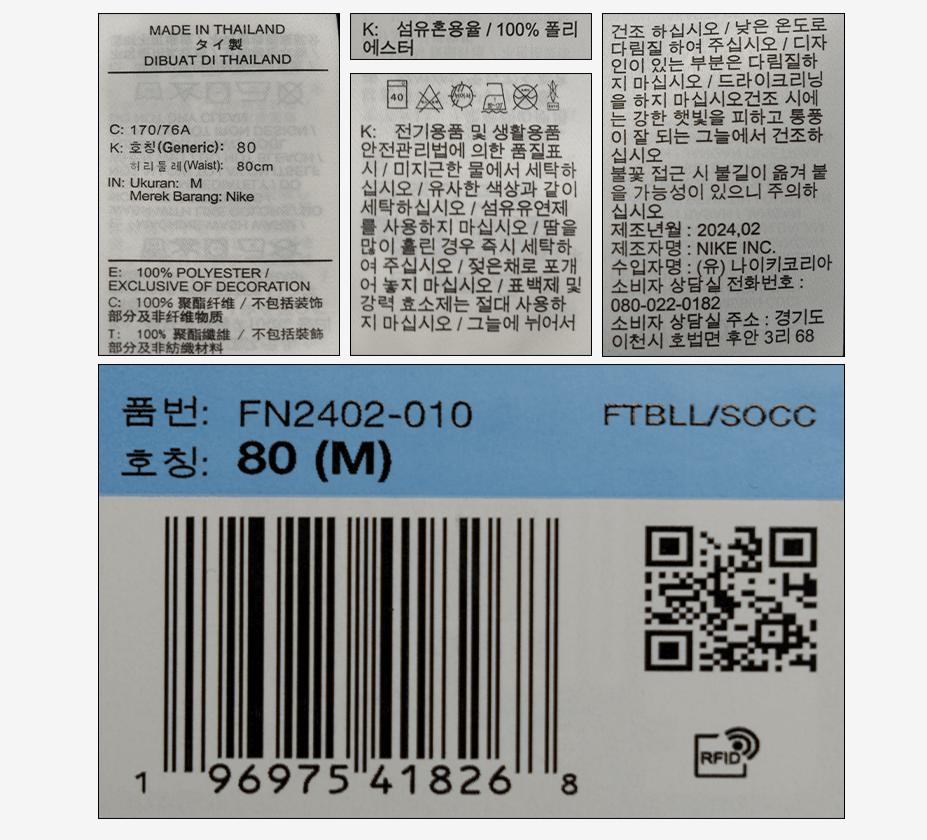 MADE IN THAILAND
タイ製
DIBUAT DI THAILAND
C: 170/76A
K: 호칭(Generic): 80
허리둘레(Waist): 80cm
IN: Ukuran: M
Merek Barang: Nike
E: 100% POLYESTER /
EXCLUSIVE OF DECORATION
C: 100% 聚酯纤维 / 不包括装饰
部分及非纤维物质
T: 100% 聚酯纖維 / 不包括裝飾
部分及非紡織材料
K: 섬유혼용율 / 100% 폴리
에스터
40
K: 전기용품 및 생활용품
안전관리법에 의한 품질표
시 / 미지근한 물에서 세탁하
십시오 / 유사한 색상과 같이
세탁하십시오 / 섬유유연제
를 사용하지 마십시오 / 땀을
많이 흘린 경우 즉시 세탁하
여 주십시오 / 젖은채로 포개
어 놓지 마십시오 / 표백제 및
강력 효소제는 절대 사용하
지 마십시오 / 그늘에 뉘어서
건조 하십시오 / 낮은 온도로
다림질 하여 주십시오 / 디자
인이 있는 부분은 다림질하
지 마십시오 / 드라이크리닝
을 하지 마십시오건조 시에
는 강한 햇빛을 피하고 통풍
이 잘 되는 그늘에서 건조하
십시오
불꽃 접근 시 불길이 옮겨 붙
을 가능성이 있으니 주의하
십시오
제조년월 : 2024,02
제조자명 : NIKE INC.
수입자명 : (유) 나이키코리아
소비자 상담실 전화번호 :
080-022-0182
소비자 상담실 주소 : 경기도
이천시 호법면 후안 3리 68
품번: FN2402-010
FTBLL/SOCC
호칭: 80 (M)
1 96975 41826 8
RFID